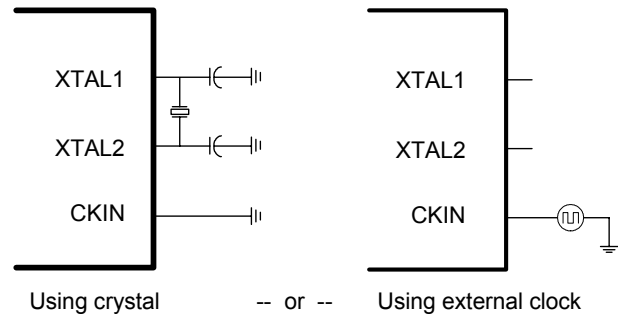 XTAL1
XTAL2
CKIN
XTAL1
XTAL2
CKIN
Using crystal -- or -- Using external clock